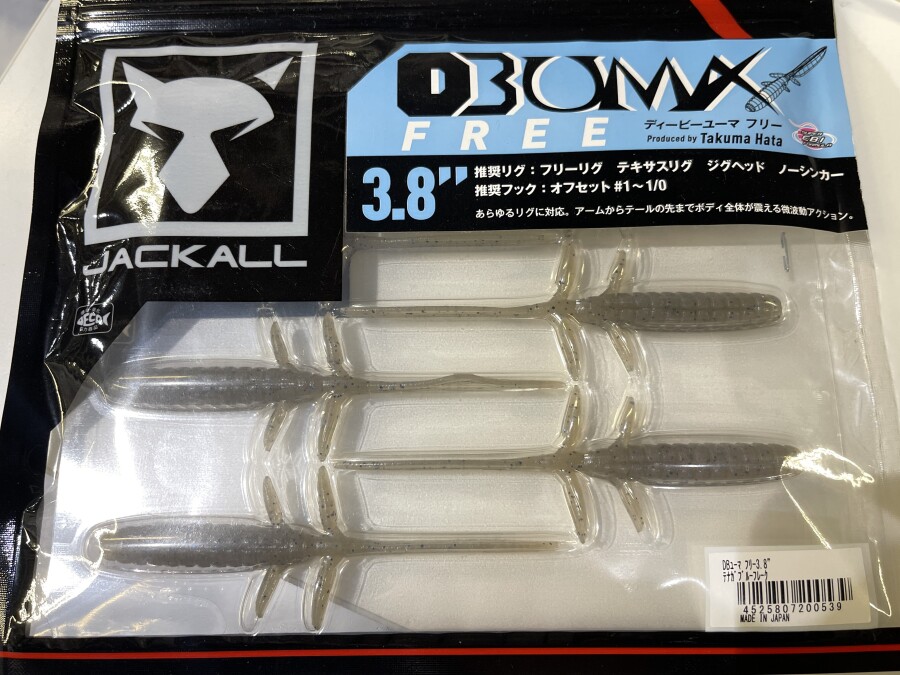 JACKALL
DBUMA
FREE
ディービーユーマ フリー
Produced by Takuma Hata
3.8"
推奨リグ：フリーリグ テキサスリグ ジグヘッド ノーシンカー
推奨フック：オフセット #1～1/0
あらゆるリグに対応。アームからテールの先までボディ全体が震える微波動アクション。
DBユーマ フリー3.8"
テナガブルーフレーク
4525807200539
MADE IN JAPAN